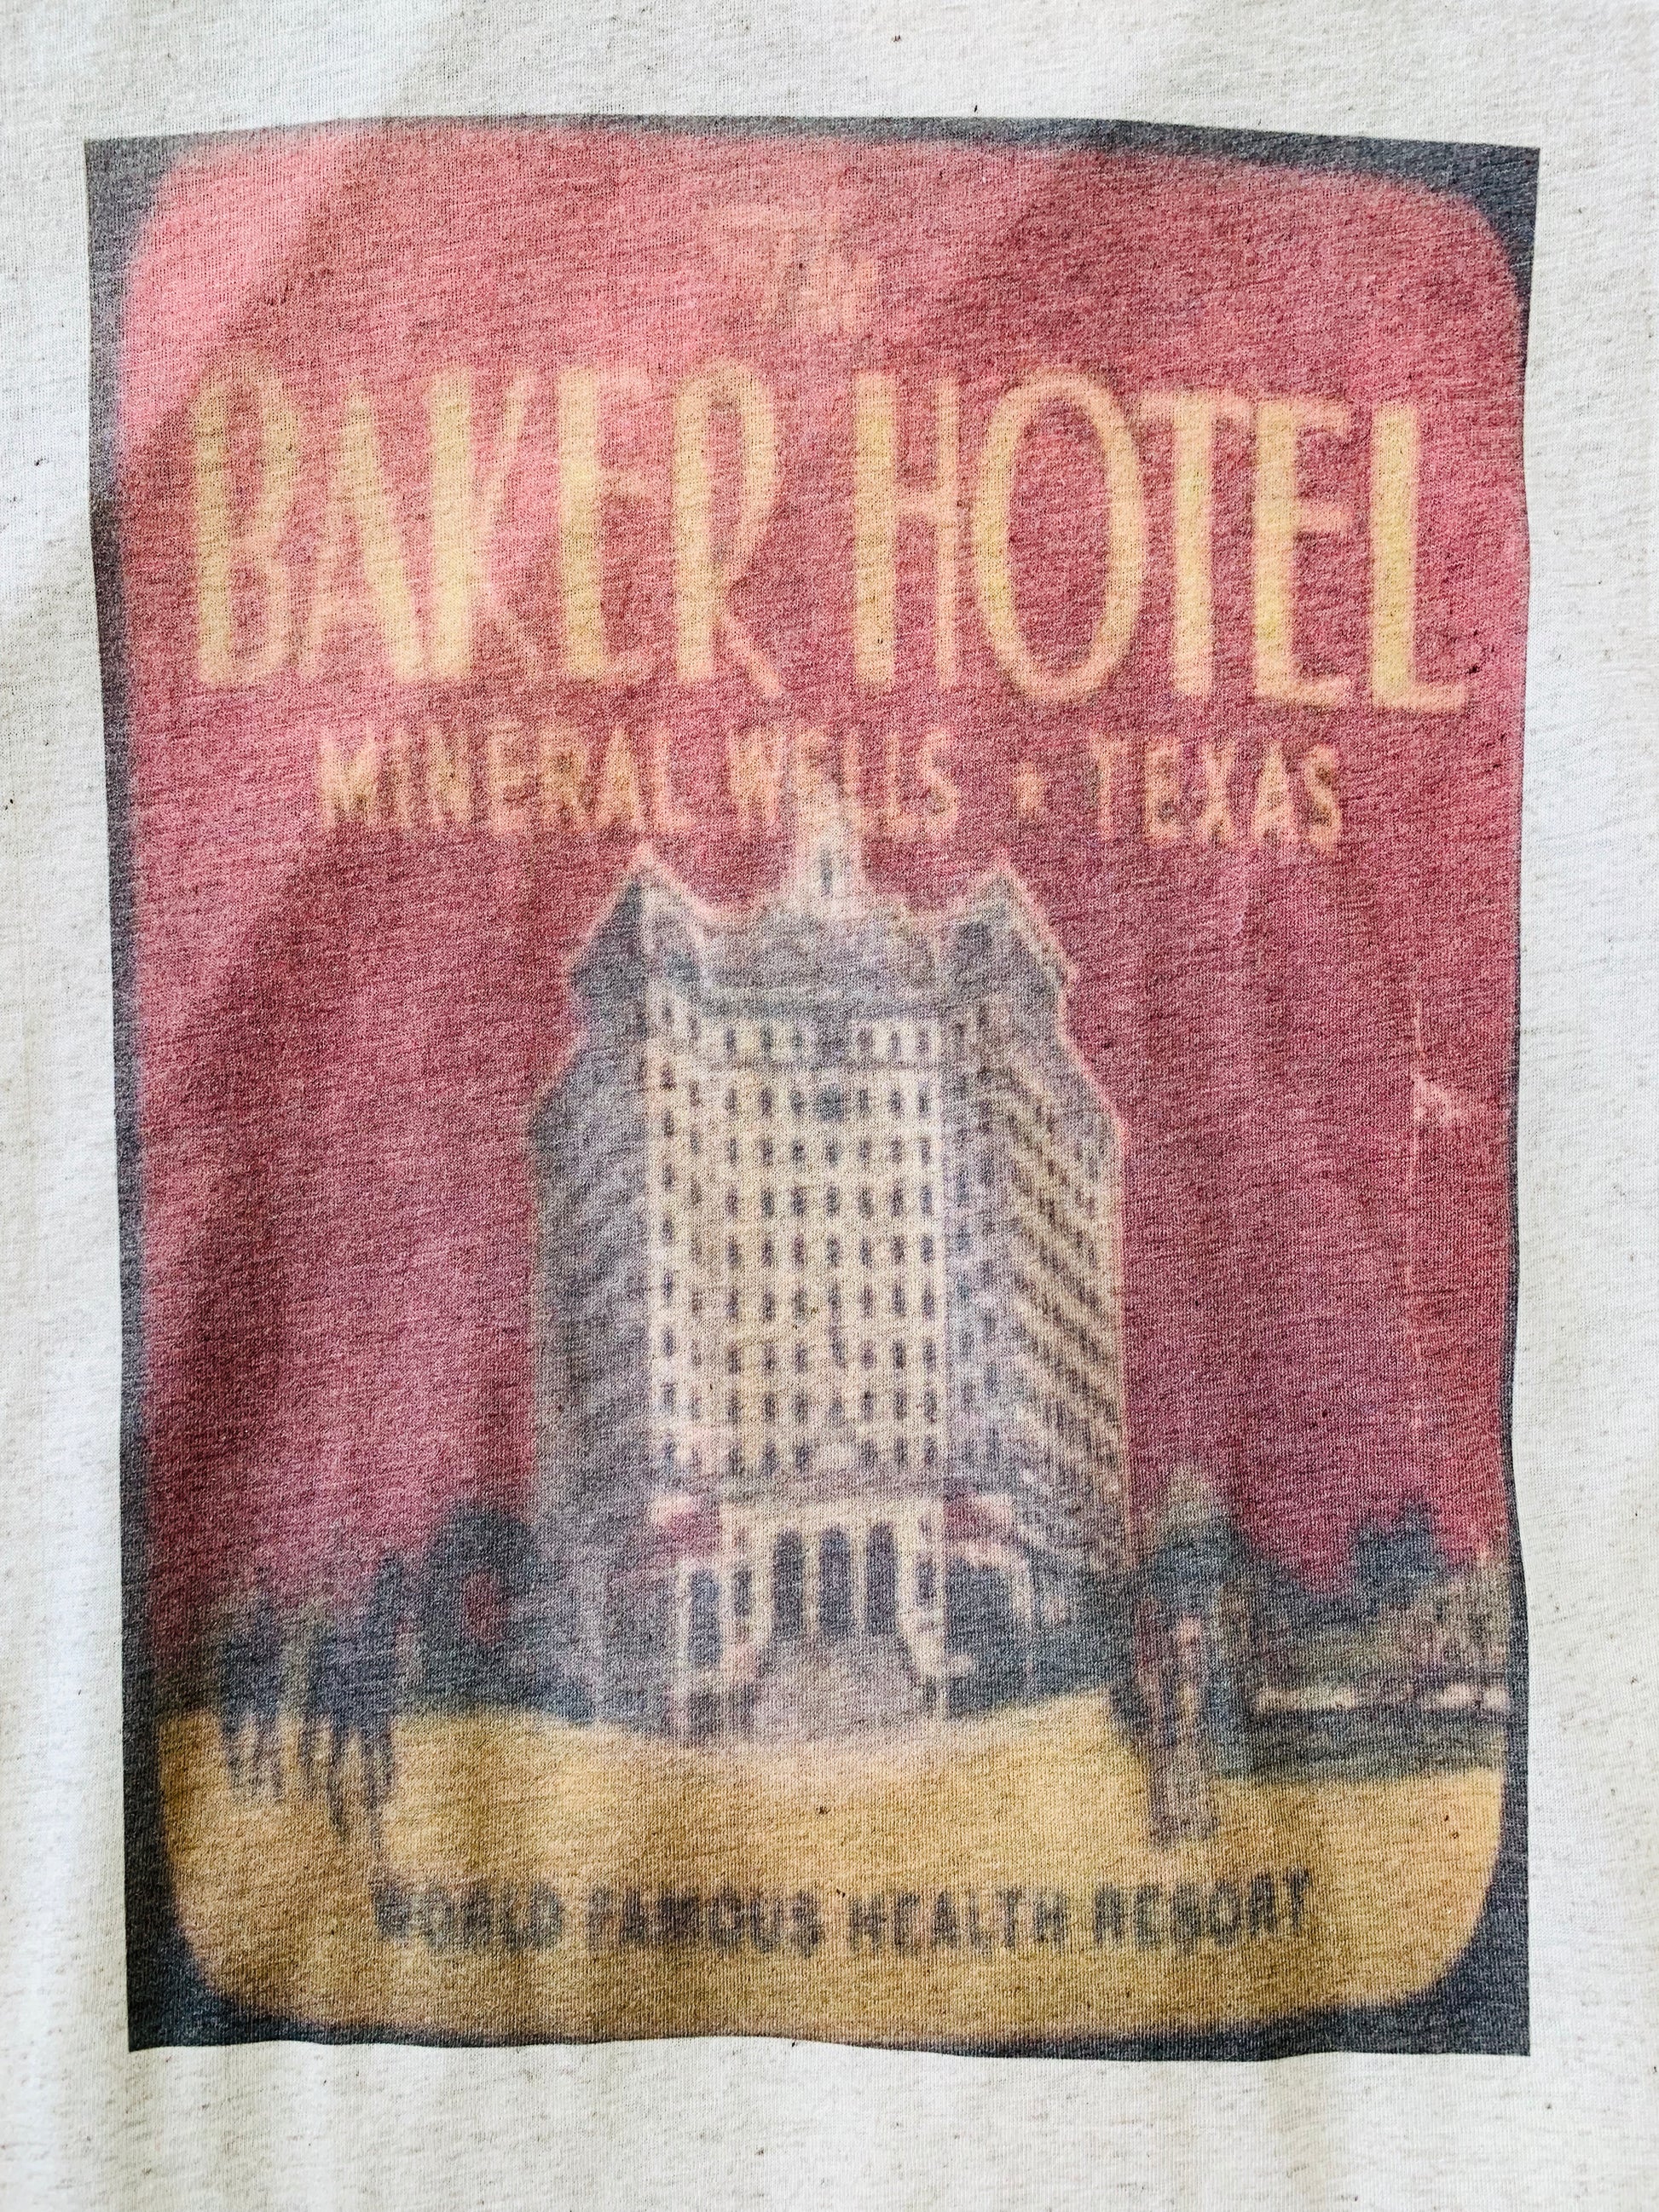 The
BAKER HOTEL
MINERAL WELLS ★ TEXAS
WORLD FAMOUS HEALTH RESORT